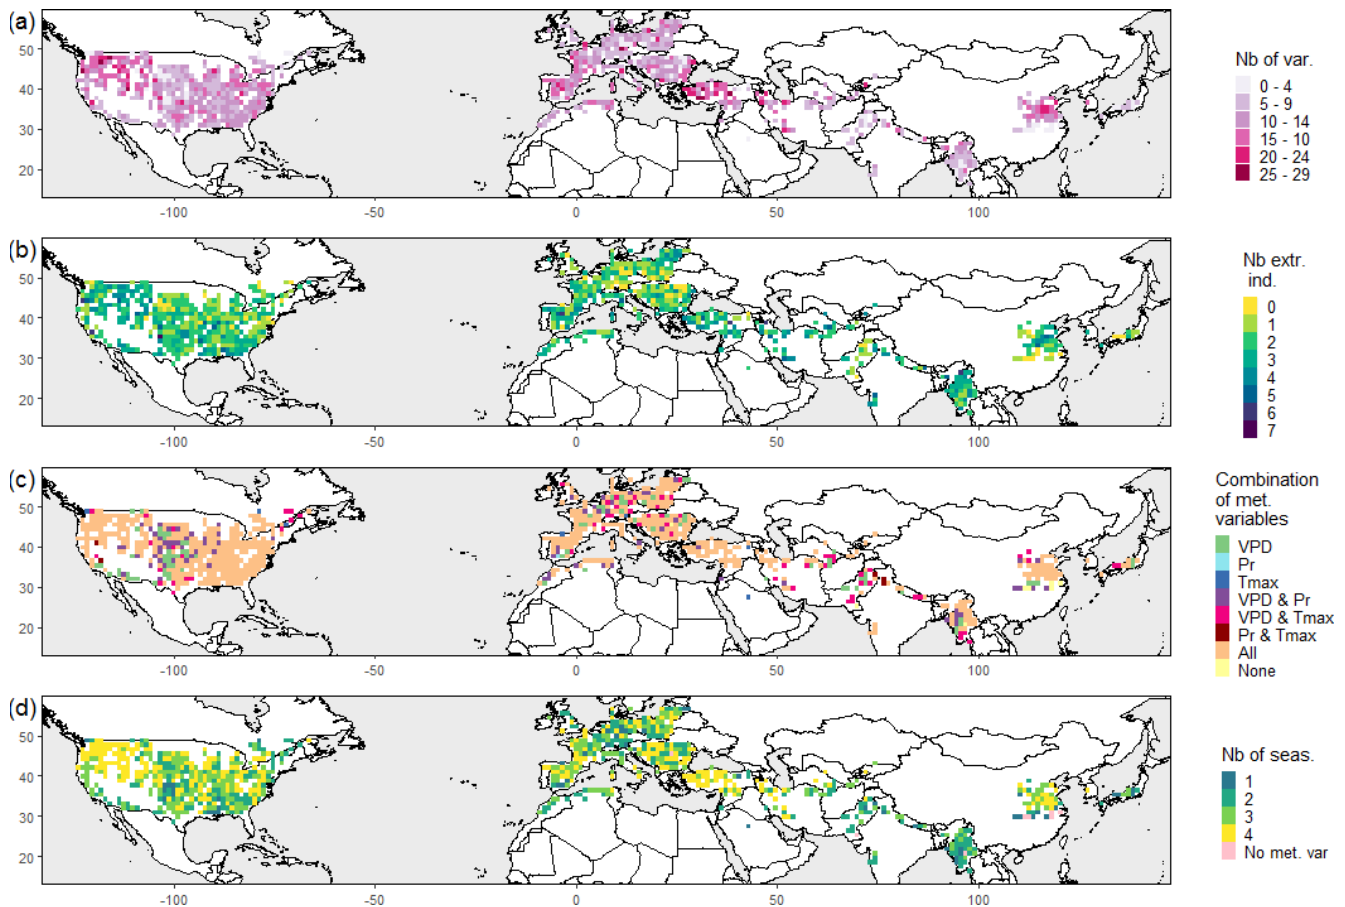 (a)
50
40
30
20
-100
-50
0
50
100
Nb of var.
0 - 4
5 - 9
10 - 14
15 - 10
20 - 24
25 - 29
(b)
50
40
30
20
-100
-50
0
50
100
Nb extr.
ind.
0
1
2
3
4
5
6
7
(c)
50
40
30
20
-100
-50
0
50
100
Combination
of met.
variables
VPD
Pr
Tmax
VPD & Pr
VPD & Tmax
Pr & Tmax
All
None
(d)
50
40
30
20
-100
-50
0
50
100
Nb of seas.
1
2
3
4
No met. var